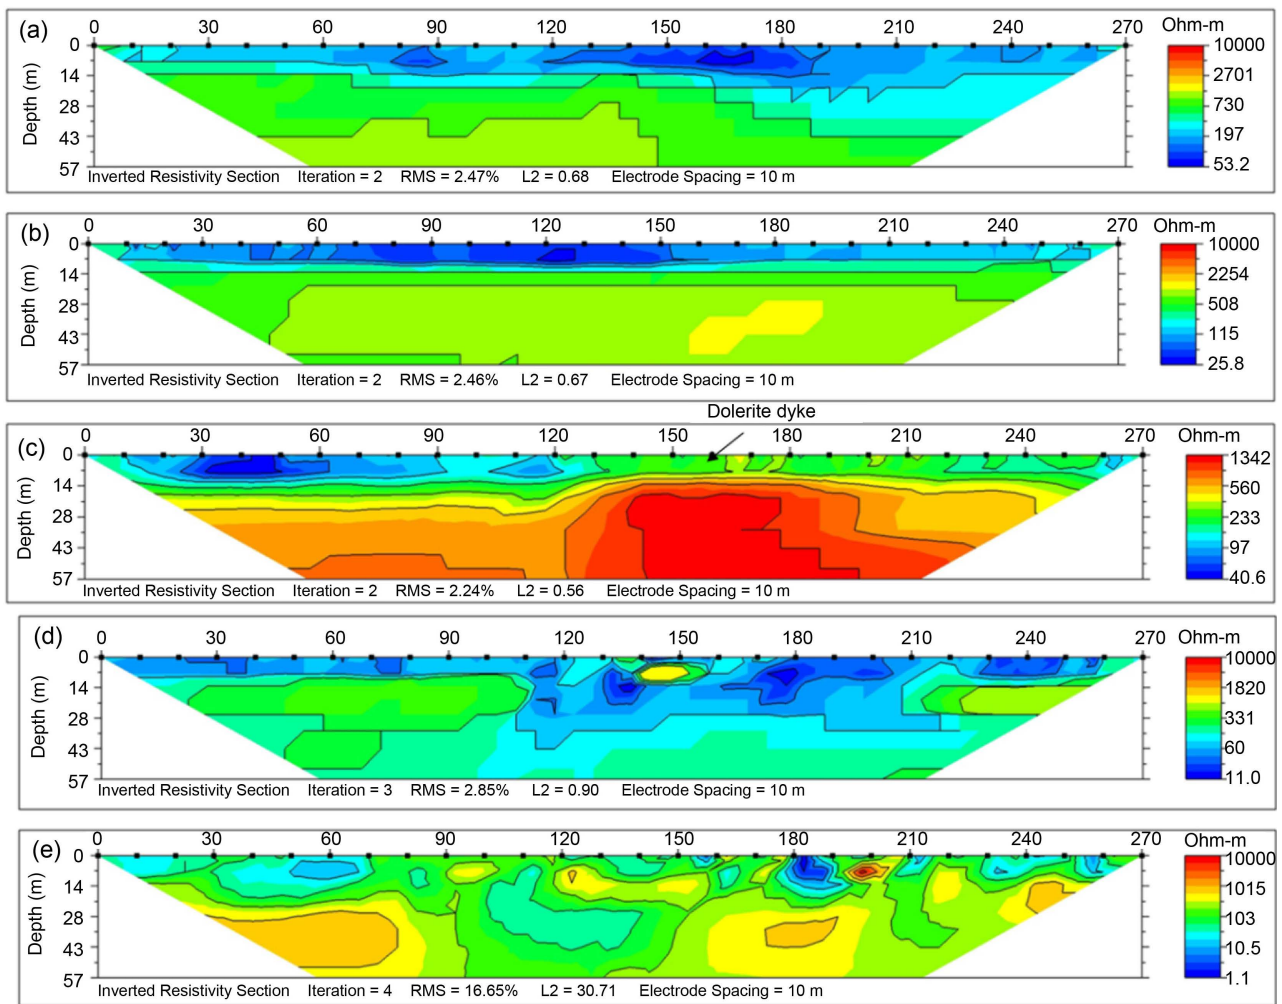 (a)
0 30 60 90 120 150 180 210 240 270 Ohm-m
Depth (m)
0
14
28
43
57
10000
2701
730
197
53.2
Inverted Resistivity Section Iteration = 2 RMS = 2.47% L2 = 0.68 Electrode Spacing = 10 m
(b)
0 30 60 90 120 150 180 210 240 270 Ohm-m
Depth (m)
0
14
28
43
57
10000
2254
508
115
25.8
Inverted Resistivity Section Iteration = 2 RMS = 2.46% L2 = 0.67 Electrode Spacing = 10 m
Dolerite dyke
(c)
0 30 60 90 120 150 180 210 240 270 Ohm-m
Depth (m)
0
14
28
43
57
1342
560
233
97
40.6
Inverted Resistivity Section Iteration = 2 RMS = 2.24% L2 = 0.56 Electrode Spacing = 10 m
(d)
0 30 60 90 120 150 180 210 240 270 Ohm-m
Depth (m)
0
14
28
43
57
10000
1820
331
60
11.0
Inverted Resistivity Section Iteration = 3 RMS = 2.85% L2 = 0.90 Electrode Spacing = 10 m
(e)
0 30 60 90 120 150 180 210 240 270 Ohm-m
Depth (m)
0
14
28
43
57
10000
1015
103
10.5
1.1
Inverted Resistivity Section Iteration = 4 RMS = 16.65% L2 = 30.71 Electrode Spacing = 10 m